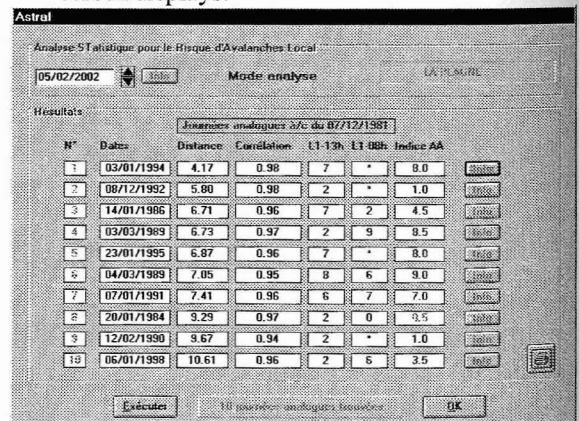 Astral
Analyse STatistique pour le Risque d'Avalanches Local
05/02/2002 Info Mode analyse LA PLAGNE
Résultats
Journées analogues à/c du 07/12/1981
N° Dates Distance Corrélation L1-13h L1-08h Indice AA
1 03/01/1994 4.17 0.98 7 * 8.0 Info
2 08/12/1992 5.80 0.98 2 * 1.0 Info
3 14/01/1986 6.71 0.96 7 2 4.5 Info
4 03/03/1989 6.73 0.97 2 9 8.5 Info
5 23/01/1995 6.87 0.96 7 * 8.0 Info
6 04/03/1989 7.05 0.95 8 6 9.0 Info
7 07/01/1991 7.41 0.96 6 7 7.0 Info
8 20/01/1984 9.29 0.97 2 0 Info
9 12/02/1990 9.67 0.94 2 * 1.0 Info
10 06/01/1998 10.61 0.96 2 6 3.5 Info
Exécuter 10 journées analogues trouvées OK